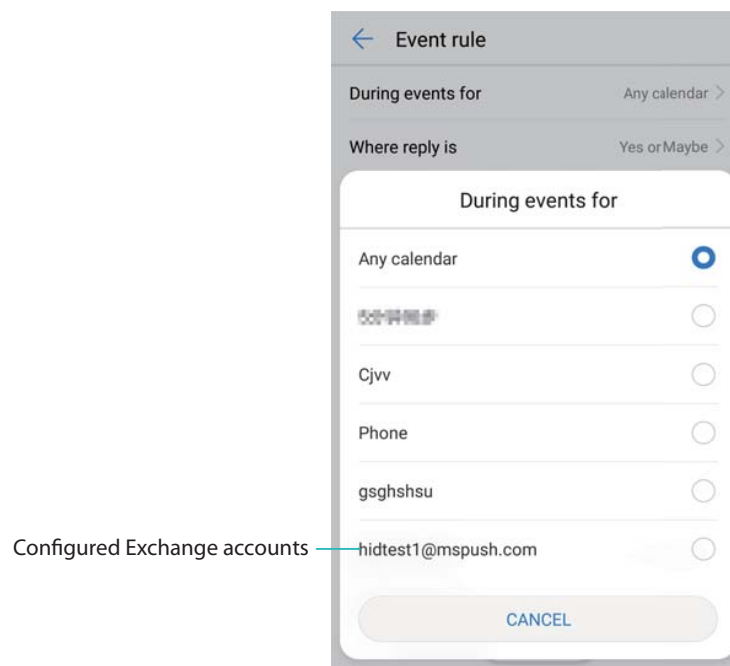 Event rule
During events for Any calendar
Where reply is Yes or Maybe
During events for
Any calendar
Cjvv
Phone
gsghshsu
Configured Exchange accounts hidtest1@mspush.com
CANCEL